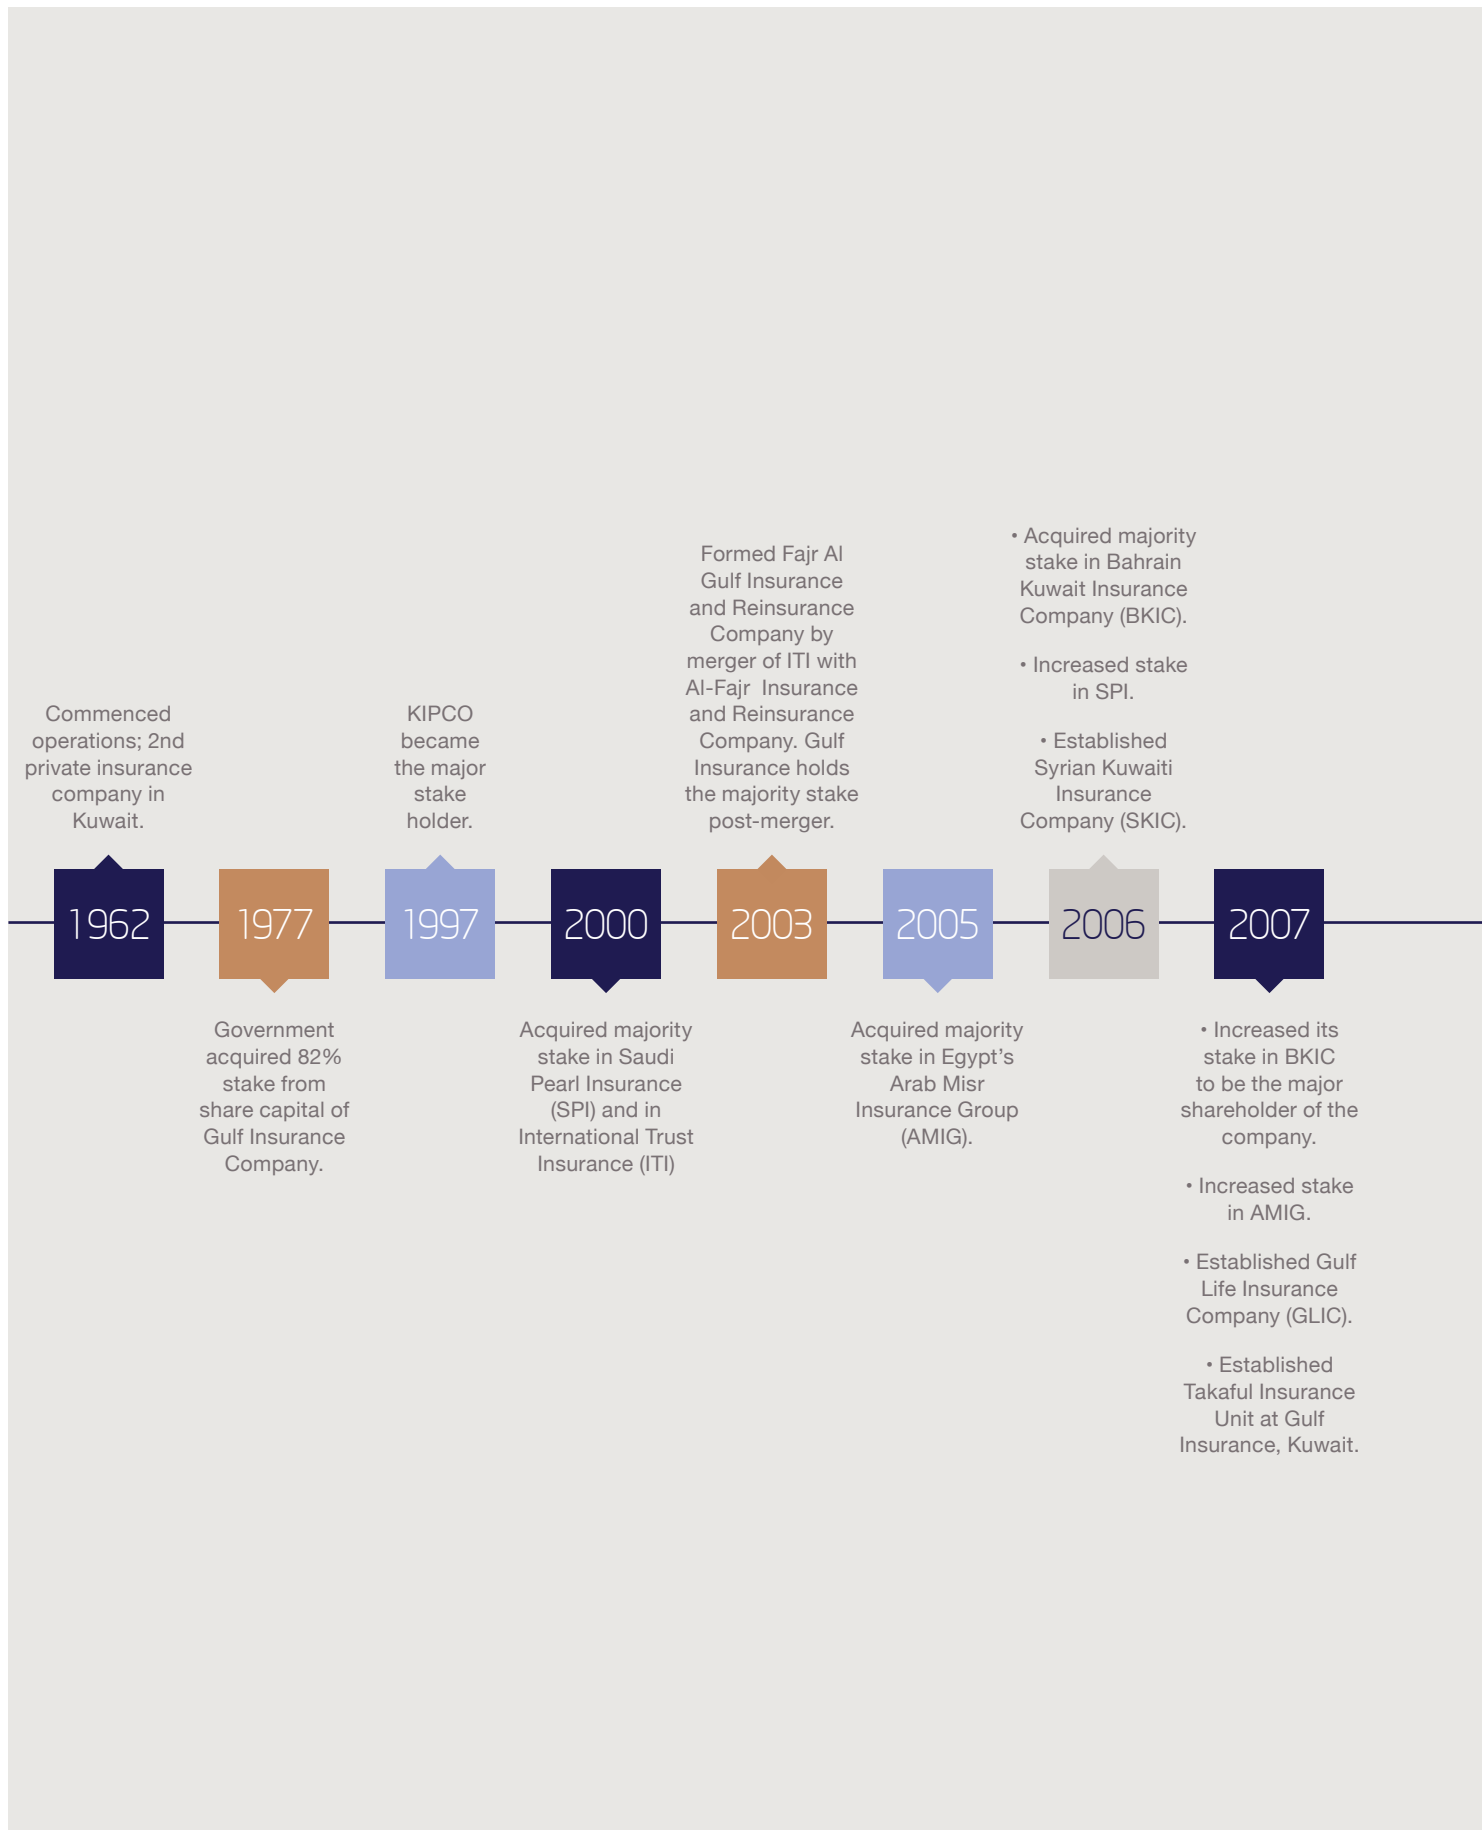 Commenced
operations; 2nd
private insurance
company in
Kuwait.
1962
1977
Government
acquired 82%
stake from
share capital of
Gulf Insurance
Company.
KIPCO
became
the major
stake
holder.
1997
2000
Acquired majority
stake in Saudi
Pearl Insurance
(SPI) and in
International Trust
Insurance (ITI)
Formed Fajr Al
Gulf Insurance
and Reinsurance
Company by
merger of ITI with
Al-Fajr  Insurance
and Reinsurance
Company. Gulf
Insurance holds
the majority stake
post-merger.
2003
2005
Acquired majority
stake in Egypt’s
Arab Misr
Insurance Group
(AMIG).
• Acquired majority
stake in Bahrain
Kuwait Insurance
Company (BKIC).
• Increased stake
in SPI.
• Established
Syrian Kuwaiti
Insurance
Company (SKIC).
2006
2007
• Increased its
stake in BKIC
to be the major
shareholder of the
company.
• Increased stake
in AMIG.
• Established Gulf
Life Insurance
Company (GLIC).
• Established
Takaful Insurance
Unit at Gulf
Insurance, Kuwait.